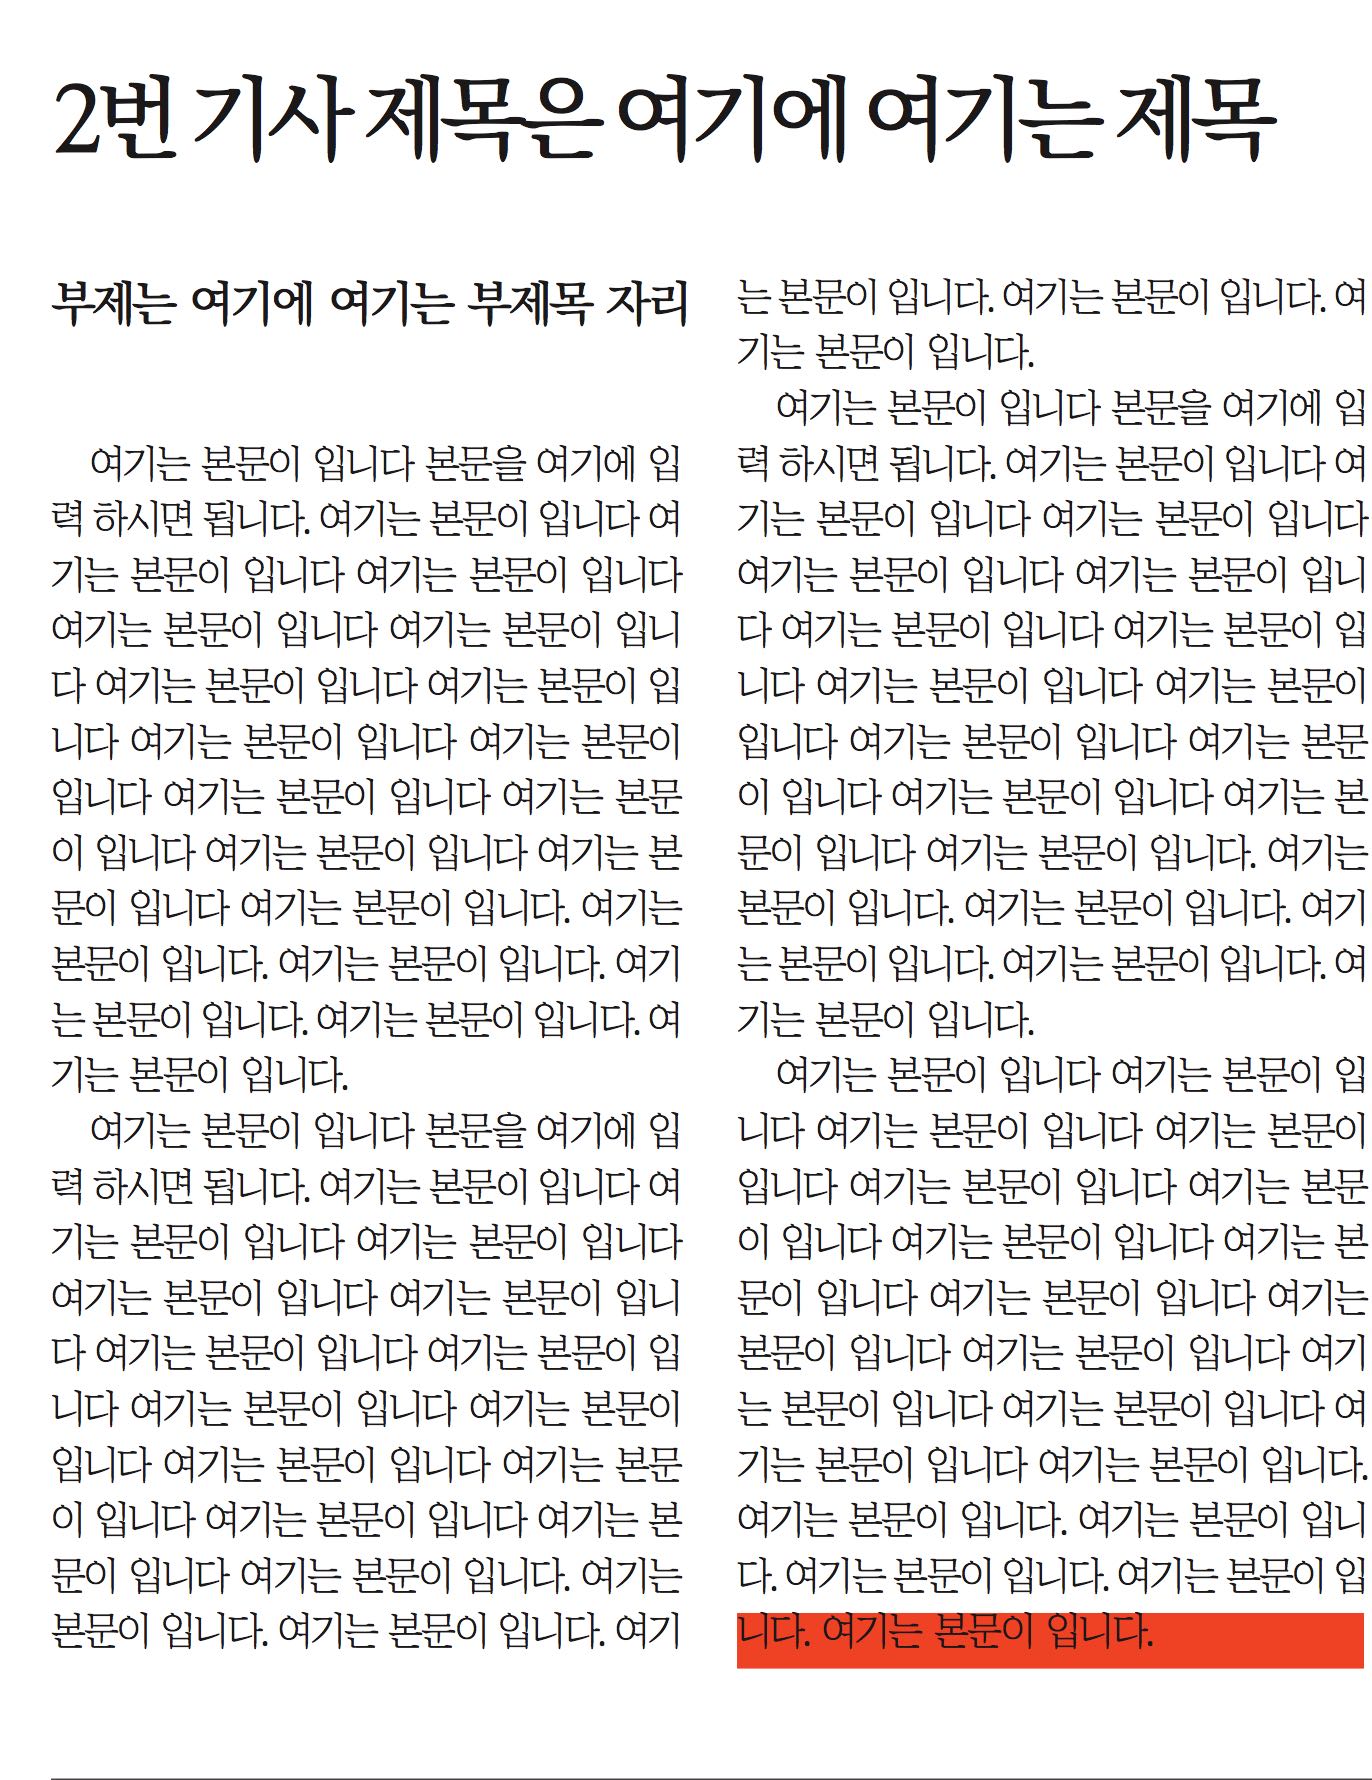 2번 기사 제목은 여기에 여기는 제목
부제는 여기에 여기는 부제목 자리
여기는 본문이 입니다 본문을 여기에 입
력 하시면 됩니다. 여기는 본문이 입니다 여
기는 본문이 입니다 여기는 본문이 입니다
여기는 본문이 입니다 여기는 본문이 입니
다 여기는 본문이 입니다 여기는 본문이 입
니다 여기는 본문이 입니다 여기는 본문이
입니다 여기는 본문이 입니다 여기는 본문
이 입니다 여기는 본문이 입니다 여기는 본
문이 입니다 여기는 본문이 입니다. 여기는
본문이 입니다. 여기는 본문이 입니다. 여기
는 본문이 입니다. 여기는 본문이 입니다. 여
기는 본문이 입니다.
여기는 본문이 입니다 본문을 여기에 입
력 하시면 됩니다. 여기는 본문이 입니다 여
기는 본문이 입니다 여기는 본문이 입니다
여기는 본문이 입니다 여기는 본문이 입니
다 여기는 본문이 입니다 여기는 본문이 입
니다 여기는 본문이 입니다 여기는 본문이
입니다 여기는 본문이 입니다 여기는 본문
이 입니다 여기는 본문이 입니다 여기는 본
문이 입니다 여기는 본문이 입니다. 여기는
본문이 입니다. 여기는 본문이 입니다. 여기
는 본문이 입니다. 여기는 본문이 입니다. 여
기는 본문이 입니다.
여기는 본문이 입니다 본문을 여기에 입
력 하시면 됩니다. 여기는 본문이 입니다 여
기는 본문이 입니다 여기는 본문이 입니다
여기는 본문이 입니다 여기는 본문이 입니
다 여기는 본문이 입니다 여기는 본문이 입
니다 여기는 본문이 입니다 여기는 본문이
입니다 여기는 본문이 입니다 여기는 본문
이 입니다 여기는 본문이 입니다 여기는 본
문이 입니다 여기는 본문이 입니다. 여기는
본문이 입니다. 여기는 본문이 입니다. 여기
는 본문이 입니다. 여기는 본문이 입니다. 여
기는 본문이 입니다.
여기는 본문이 입니다 여기는 본문이 입
니다 여기는 본문이 입니다 여기는 본문이
입니다 여기는 본문이 입니다 여기는 본문
이 입니다 여기는 본문이 입니다 여기는 본
문이 입니다 여기는 본문이 입니다 여기는
본문이 입니다 여기는 본문이 입니다 여기
는 본문이 입니다 여기는 본문이 입니다 여
기는 본문이 입니다 여기는 본문이 입니다.
여기는 본문이 입니다. 여기는 본문이 입니
다. 여기는 본문이 입니다. 여기는 본문이 입
니다. 여기는 본문이 입니다.